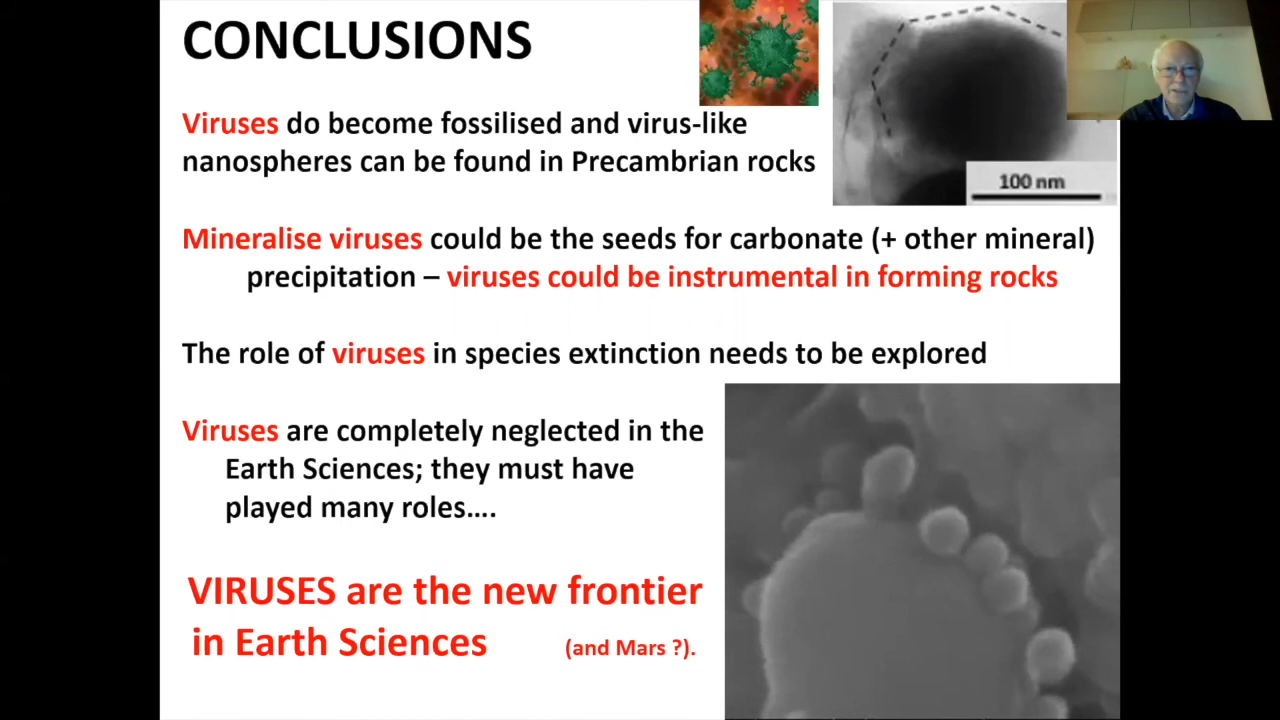 CONCLUSIONS
Viruses do become fossilised and virus-like
nanospheres can be found in Precambrian rocks
100 nm
Mineralise viruses could be the seeds for carbonate (+ other mineral)
precipitation – viruses could be instrumental in forming rocks
The role of viruses in species extinction needs to be explored
Viruses are completely neglected in the
Earth Sciences; they must have
played many roles....
VIRUSES are the new frontier
in Earth Sciences (and Mars ?).